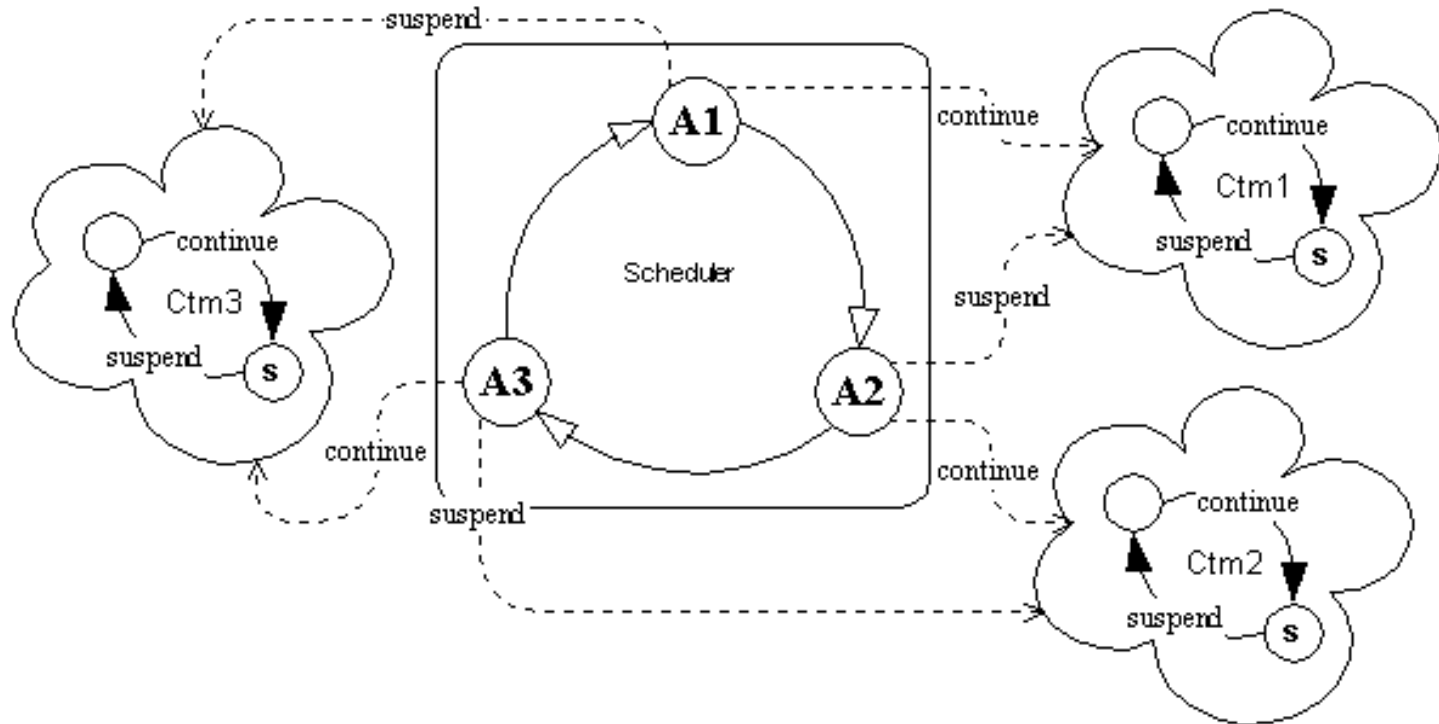 suspend
A1
continue
continue
Ctm1
suspend
s
continue
Ctm3
suspend
s
Scheduler
suspend
A3
A2
continue
continue
suspend
continue
Ctm2
suspend
s